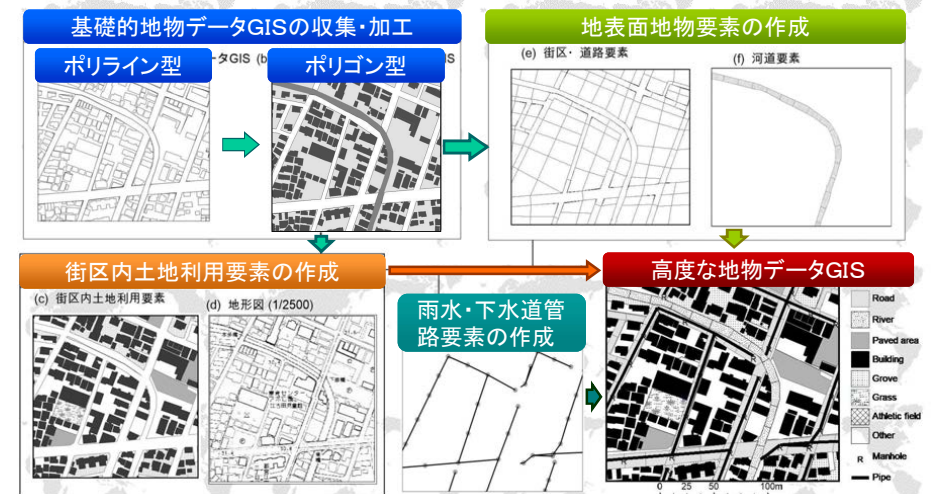 基礎的地物データGISの収集・加工
地表面地物要素の作成
ポリライン型
タGIS (b
ポリゴン型
IS
(e) 街区・道路要素
(f) 河道要素
街区内土地利用要素の作成
高度な地物データGIS
(c) 街区内土地利用要素
(d) 地形図 (1/2500)
雨水・下水道管
路要素の作成
Road
River
Paved area
Building
Grove
Grass
Athletic field
Other
R Manhole
Pipe
0 25 50 100m